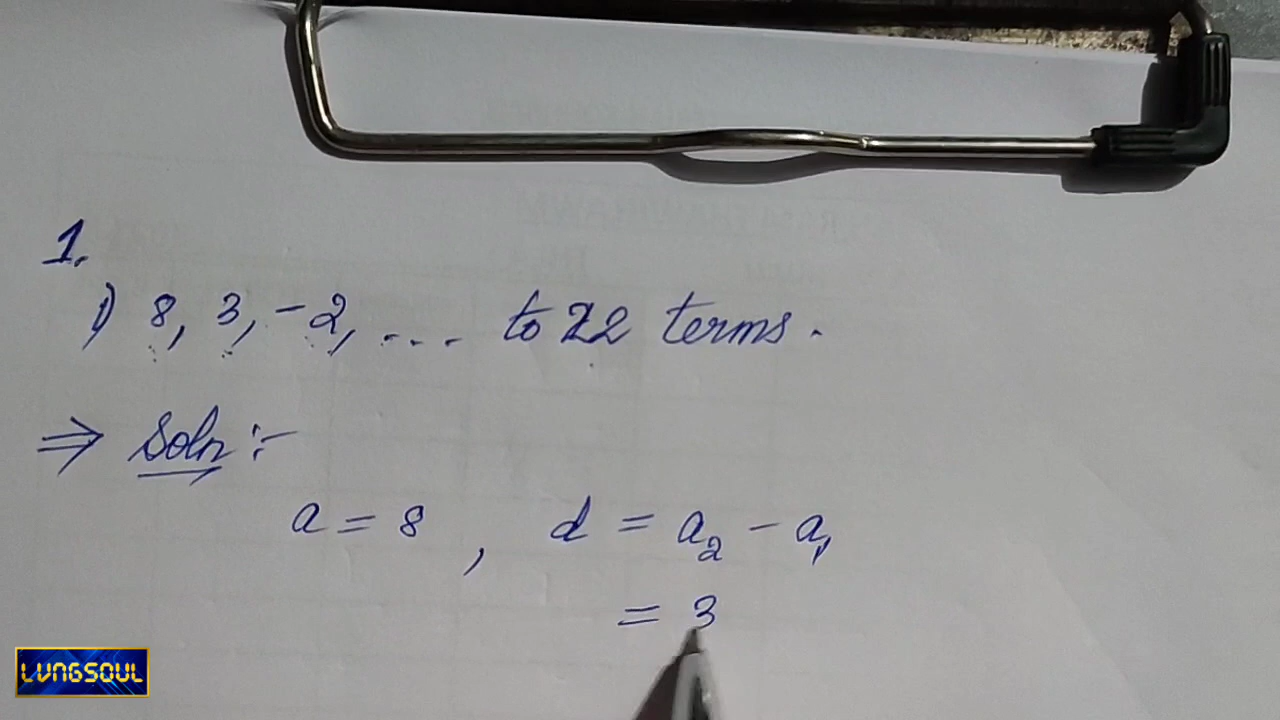 1.
i) 8, 3, -2, .... to 22 terms.
⇒ Soln :-
a = 8 , d = a₂ - a₁
= 3
LUNGSOUL